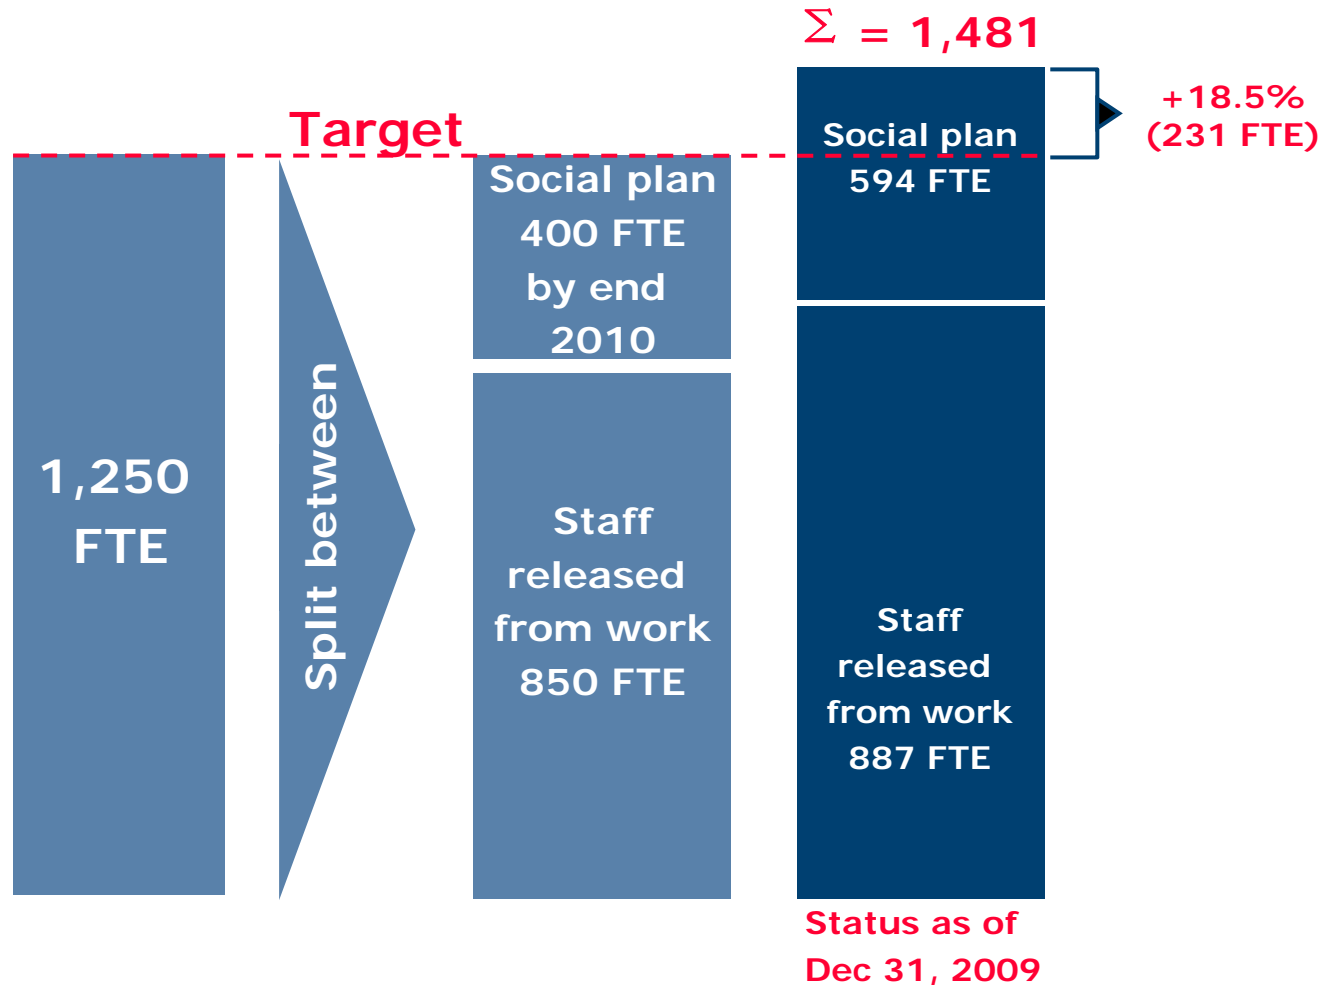 Σ = 1,481
+18.5%
(231 FTE)
Target
1,250
FTE
Split between
Social plan
400 FTE
by end
2010
Staff
released
from work
850 FTE
Social plan
594 FTE
Staff
released
from work
887 FTE
Status as of
Dec 31, 2009